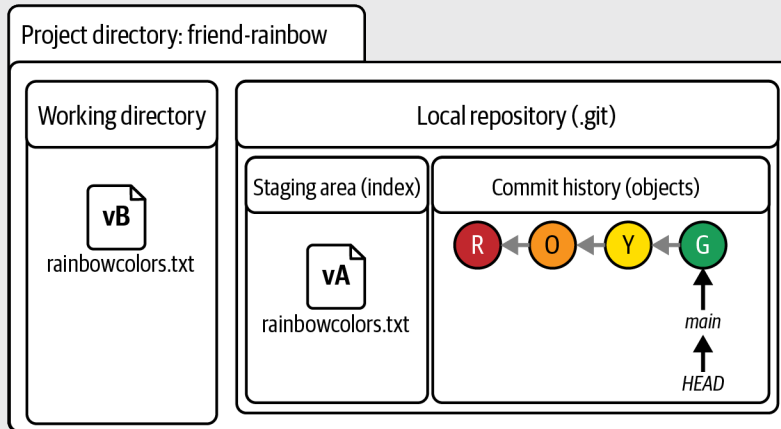 Project directory: friend-rainbow
Working directory
vB
rainbowcolors.txt
Local repository (.git)
Staging area (index)
vA
rainbowcolors.txt
Commit history (objects)
R O Y G
main
HEAD